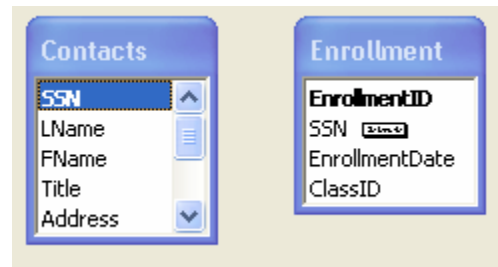 Contacts
SSN
LName
FName
Title
Address
Enrollment
EnrollmentID
SSN
EnrollmentDate
ClassID